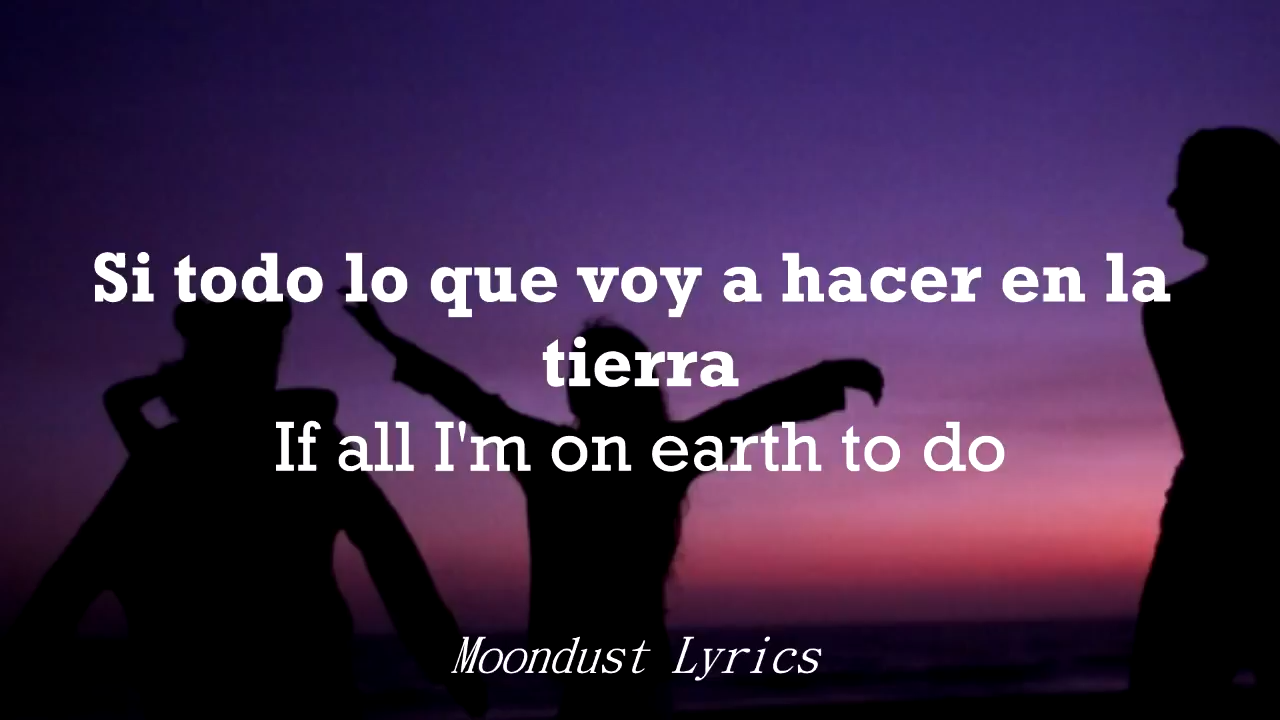 Si todo lo que voy a hacer en la
tierra
If all I'm on earth to do
Moondust Lyrics